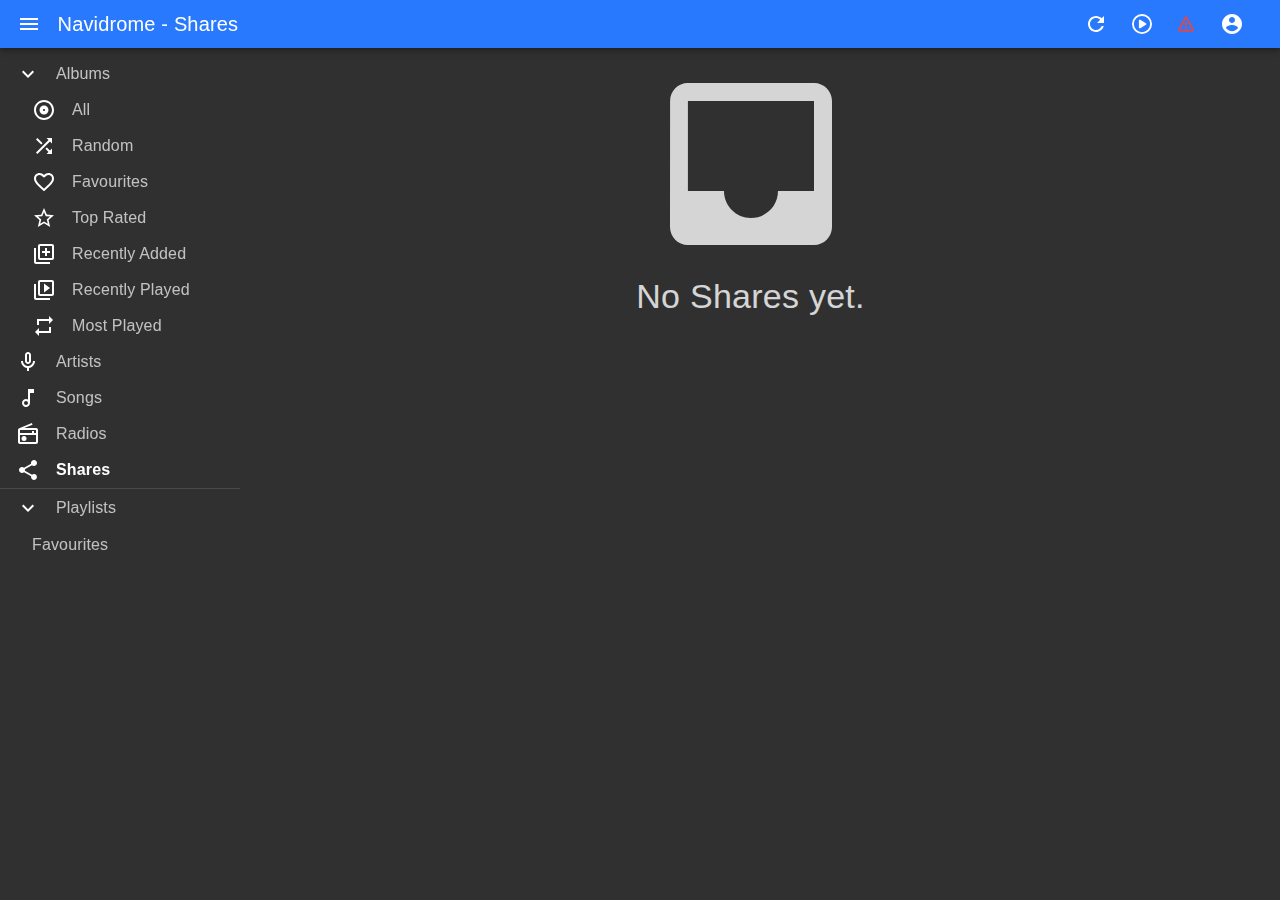 Navidrome - Shares
Albums
All
Random
Favourites
Top Rated
Recently Added
Recently Played
Most Played
Artists
Songs
Radios
Shares
Playlists
Favourites
No Shares yet.